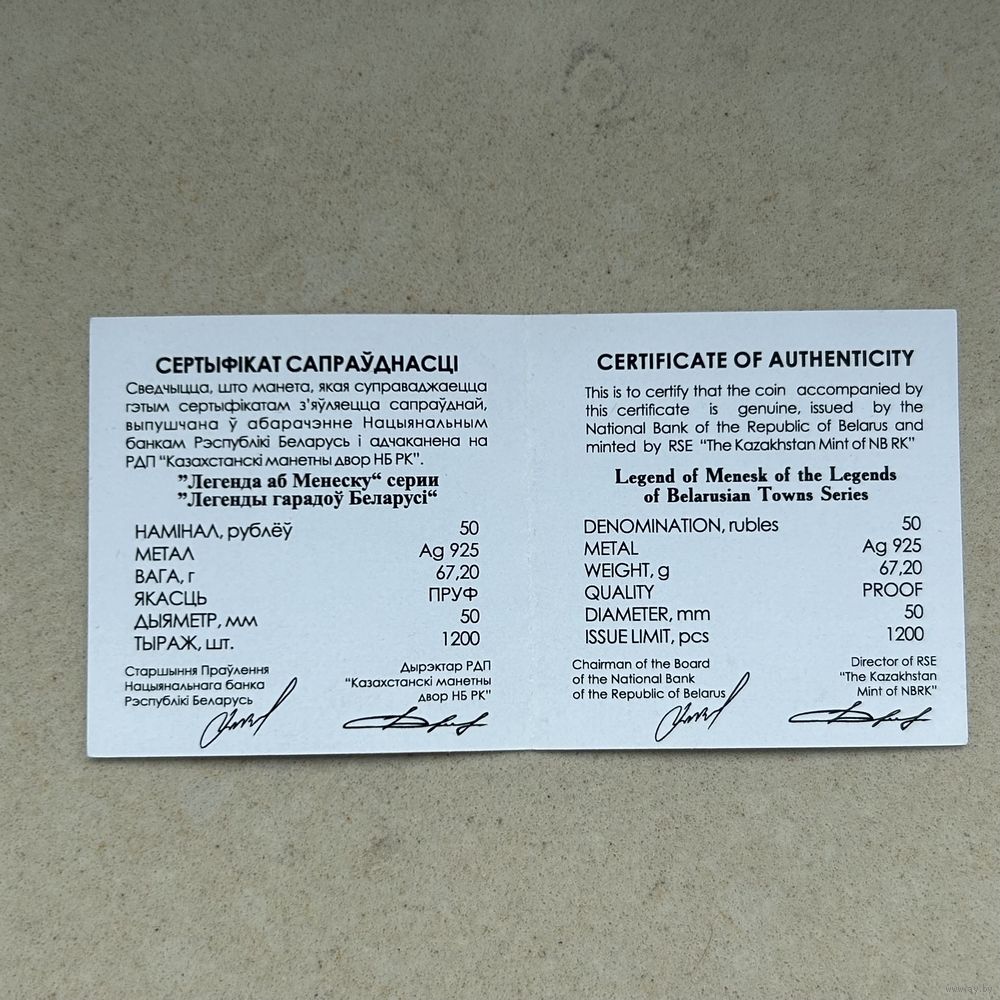 СЕРТЫФІКАТ САПРАЎДНАСЦІ
Сведчыцца, што манета, якая суправаджаецца
гэтым сертыфікатам з'яўляецца сапраўднай,
выпушчана ў абарачэнне Нацыянальным
банкам Рэспублікі Беларусь і адчаканена на
РДП “Казахстанскі манетны двор НБ РК”.
”Легенда аб Менеску“ серии
”Легенды гарадоў Беларусі“
НАМІНАЛ, рублёў 50
МЕТАЛ Ag 925
ВАГА, г 67,20
ЯКАСЦЬ ПРУФ
ДЫЯМЕТР, мм 50
ТЫРАЖ, шт. 1200
Старшыння Праўлення
Нацыянальнага банка
Рэспублікі Беларусь
Дырэктар РДП
“Казахстанскі манетны
двор НБ РК”
CERTIFICATE OF AUTHENTICITY
This is to certify that the coin accompanied by
this certificate is genuine, issued by the
National Bank of the Republic of Belarus and
minted by RSE “The Kazakhstan Mint of NB RK”
Legend of Menesk of the Legends
of Belarusian Towns Series
DENOMINATION, rubles 50
METAL Ag 925
WEIGHT, g 67,20
QUALITY PROOF
DIAMETER, mm 50
ISSUE LIMIT, pcs 1200
Chairman of the Board
of the National Bank
of the Republic of Belarus
Director of RSE
“The Kazakhstan
Mint of NBRK”
www.ay.by